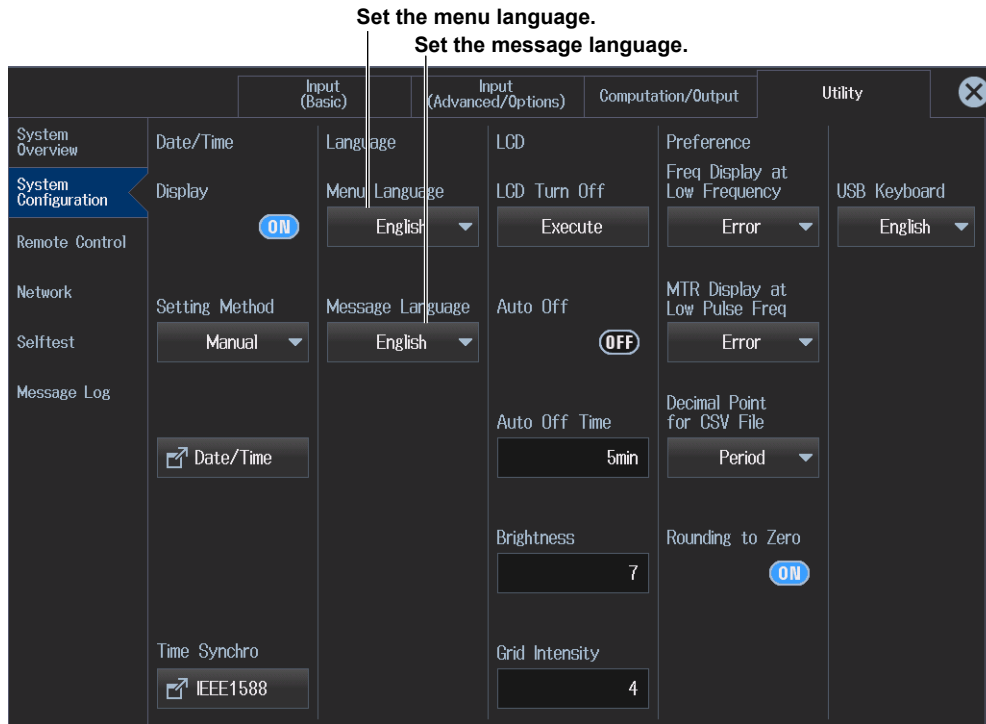 Set the menu language.
Set the message language.
Input
(Basic)
Input
(Advanced/Options)
Computation/Output
Utility
System
Overview
System
Configuration
Remote Control
Network
Selftest
Message Log
Date/Time
Display
ON
Setting Method
Manual
Date/Time
Time Synchro
IEEE1588
Language
Menu Language
English
Message Language
English
LCD
LCD Turn Off
Execute
Auto Off
OFF
Auto Off Time
5min
Brightness
7
Grid Intensity
4
Preference
Freq Display at
Low Frequency
Error
MTR Display at
Low Pulse Freq
Error
Decimal Point
for CSV File
Period
Rounding to Zero
ON
USB Keyboard
English